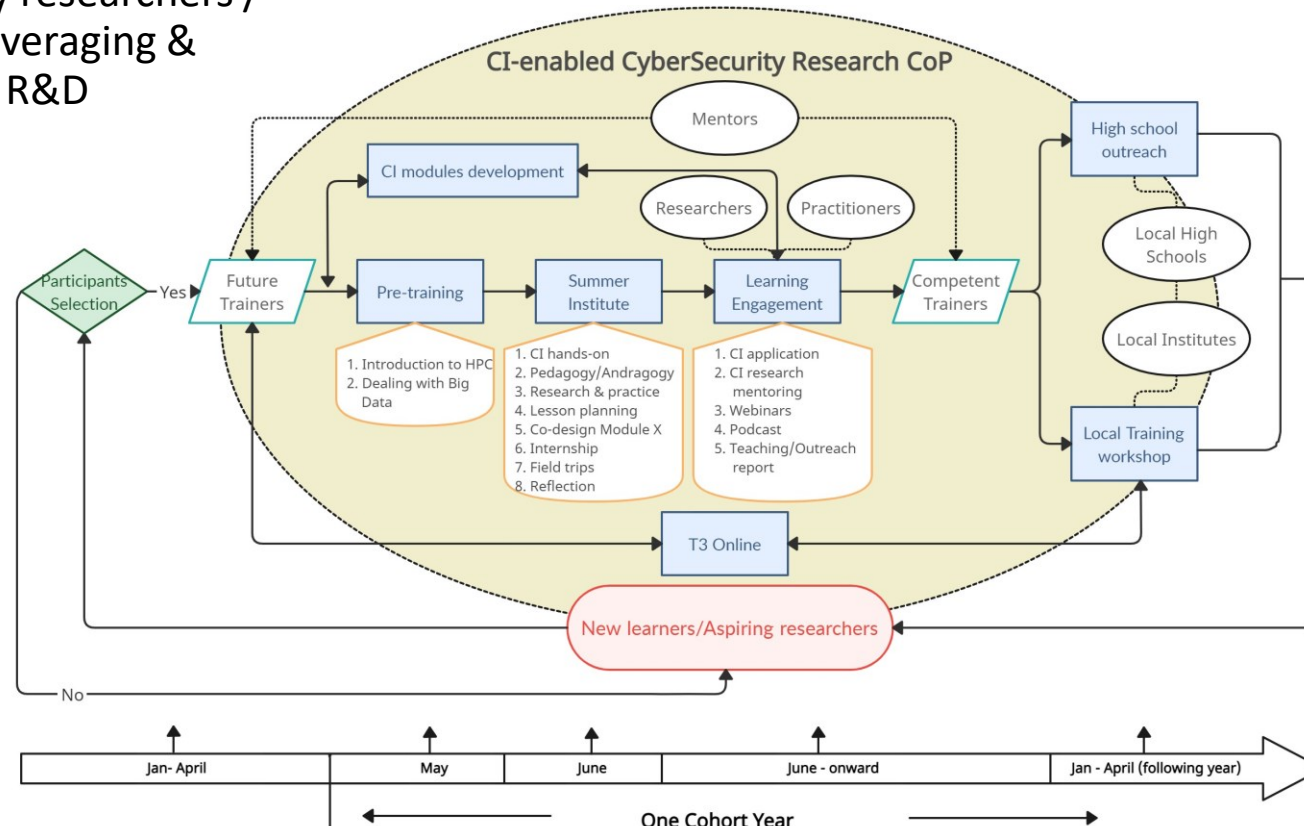 researchers /
veraging &
R&D
CI-enabled CyberSecurity Research CoP
Mentors
High school
outreach
CI modules development
Researchers
Practitioners
Local High
Schools
Participants
Selection
Yes
Future
Trainers
Pre-training
Summer
Institute
Learning
Engagement
Competent
Trainers
Local Institutes
1. Introduction to HPC
2. Dealing with Big
Data
1. CI hands-on
2. Pedagogy/Andragogy
3. Research & practice
4. Lesson planning
5. Co-design Module X
6. Internship
7. Field trips
8. Reflection
1. CI application
2. CI research
mentoring
3. Webinars
4. Podcast
5. Teaching/Outreach
report
Local Training
workshop
T3 Online
New learners/Aspiring researchers
No
Jan- April
May
June
June - onward
Jan - April (following year)
One Cohort Year